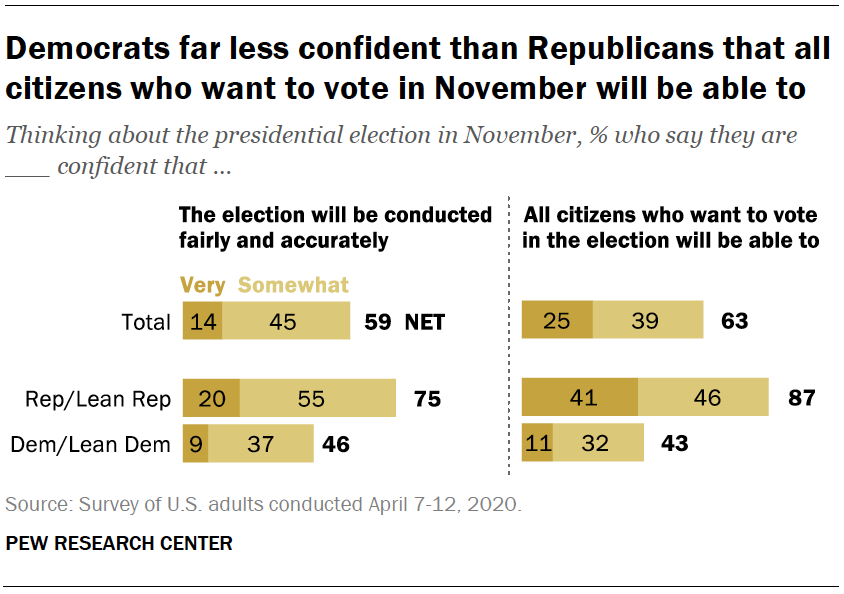 Democrats far less confident than Republicans that all
citizens who want to vote in November will be able to
Thinking about the presidential election in November, % who say they are
___ confident that ...
The election will be conducted
fairly and accurately
All citizens who want to vote
in the election will be able to
Very Somewhat
Total 14 45 59 NET 25 39 63
Rep/Lean Rep 20 55 75 41 46 87
Dem/Lean Dem 9 37 46 11 32 43
Source: Survey of U.S. adults conducted April 7-12, 2020.
PEW RESEARCH CENTER